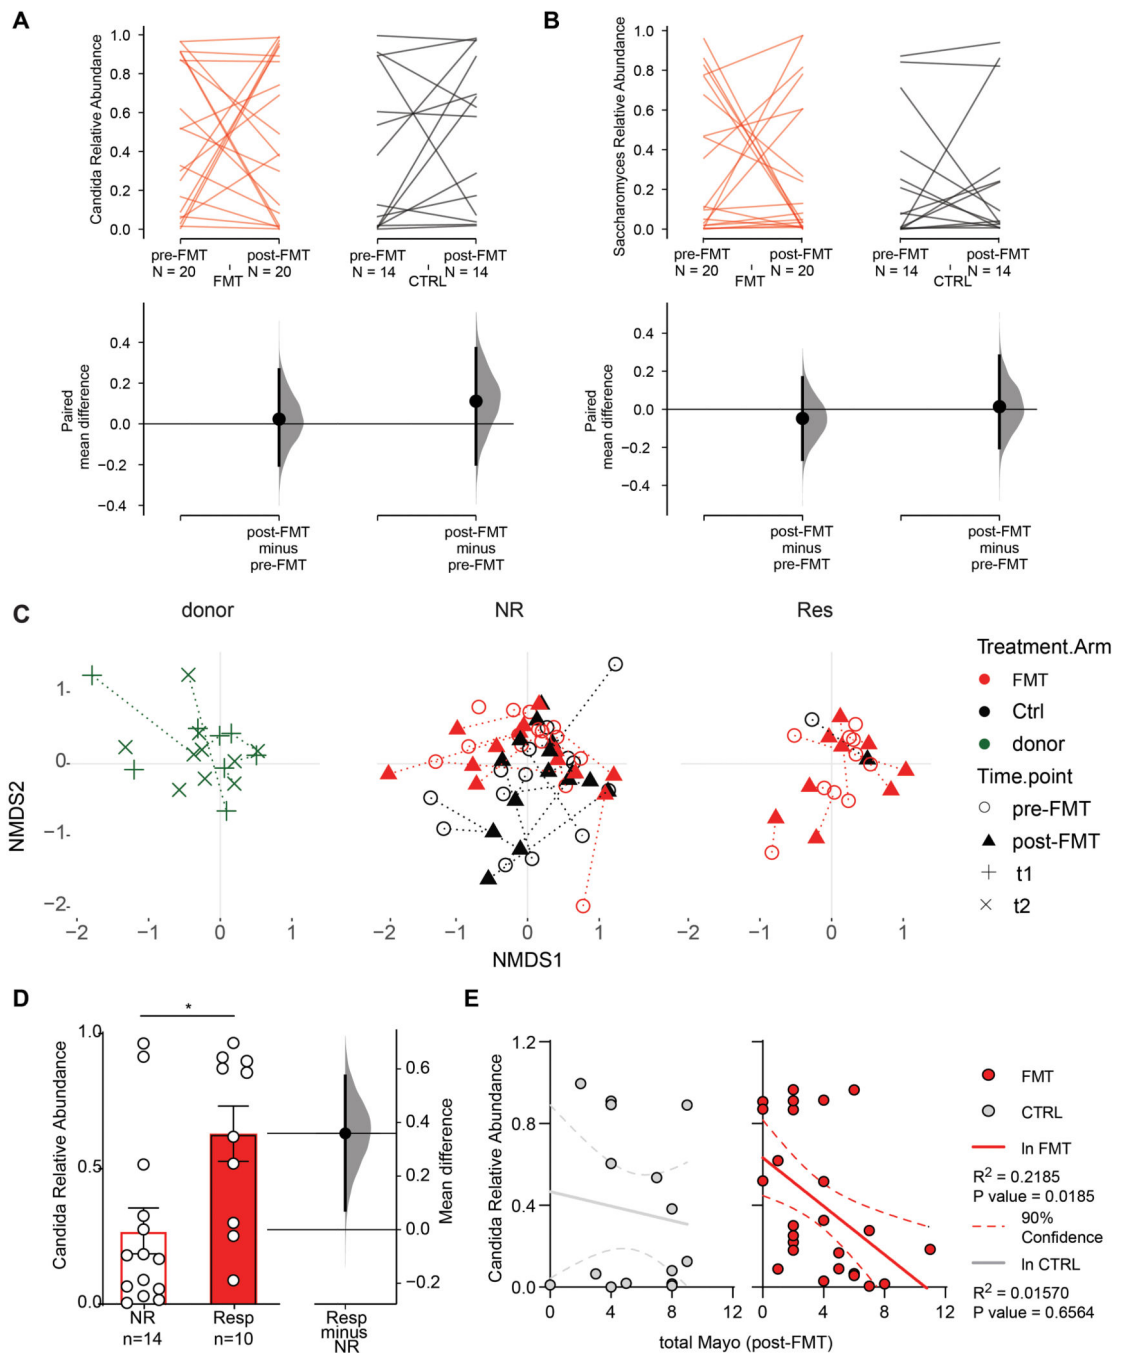 A
Candida Relative Abundance
1.0
0.8
0.6
0.4
0.2
0.0
pre-FMT post-FMT pre-FMT post-FMT
N = 20 N = 20 N = 14 N = 14
FMT CTRL
Paired
mean difference
0.4
0.2
0.0
−0.2
−0.4
post-FMT post-FMT
minus minus
pre-FMT pre-FMT
B
Saccharomyces Relative Abundance
1.0
0.8
0.6
0.4
0.2
0.0
pre-FMT post-FMT pre-FMT post-FMT
N = 20 N = 20 N = 14 N = 14
FMT CTRL
Paired
mean difference
0.4
0.2
0.0
−0.2
−0.4
post-FMT post-FMT
minus minus
pre-FMT pre-FMT
C
donor NR Res
NMDS2
1
0
−1
−2
−2 −1 0 1 −2 −1 0 1 −2 −1 0 1
NMDS1
Treatment.Arm
FMT
Ctrl
donor
Time.point
pre-FMT
post-FMT
t1
t2
D
Candida Relative Abundance
1.0
0.5
0.0
*
NR Resp
n=14 n=10
0.6
0.4
0.2
0.0
−0.2
Mean difference
Resp
minus
NR
E
Candida Relative Abundance
1.2
0.8
0.4
0.0
0 4 8 12 0 4 8 12
total Mayo (post-FMT)
FMT
CTRL
In FMT
R2 = 0.2185
P value = 0.0185
90%
Confidence
In CTRL
R2 = 0.01570
P value = 0.6564